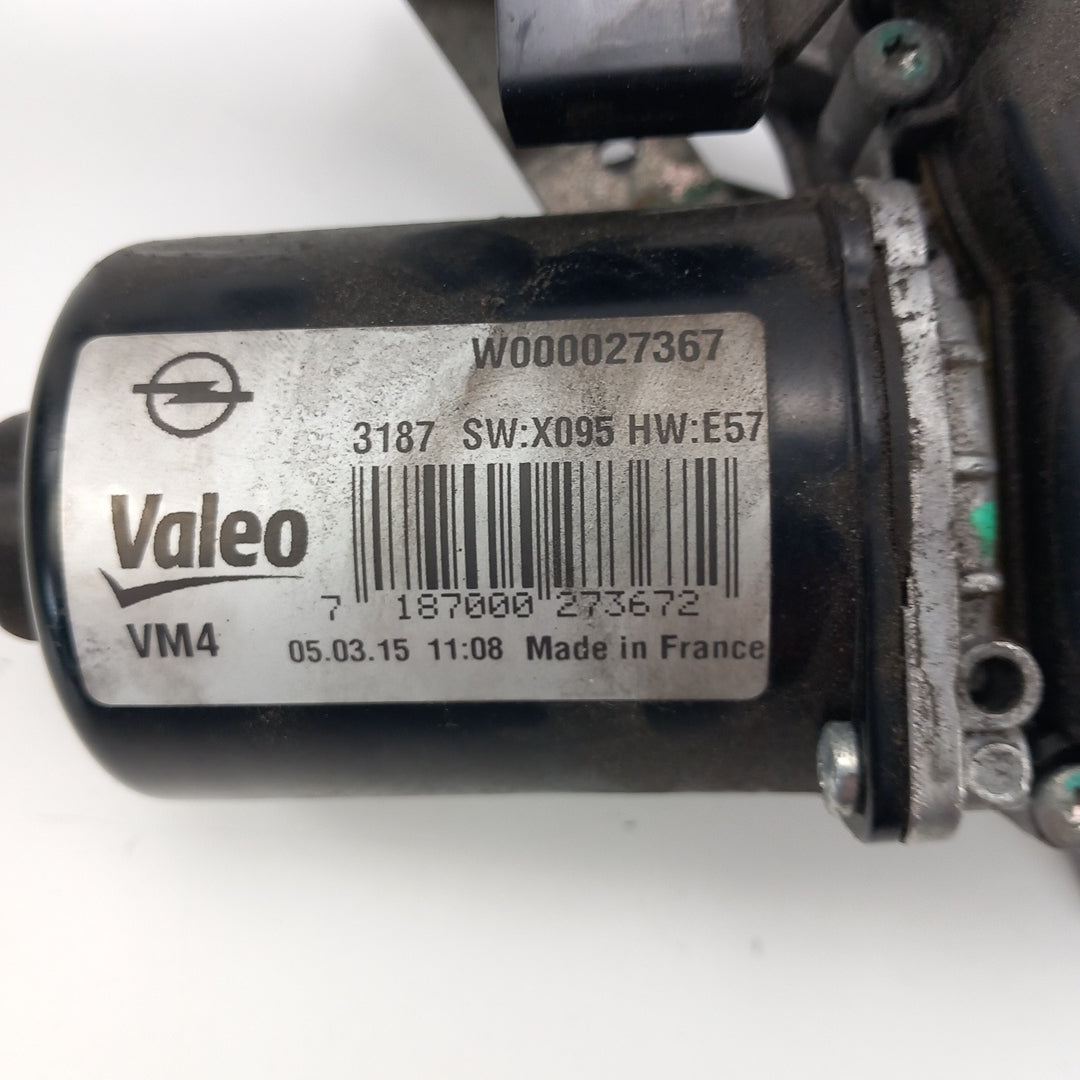 W000027367
3187 SW:X095 HW:E57
Valeo
7 187000 273672
VM4 05.03.15 11:08 Made in France